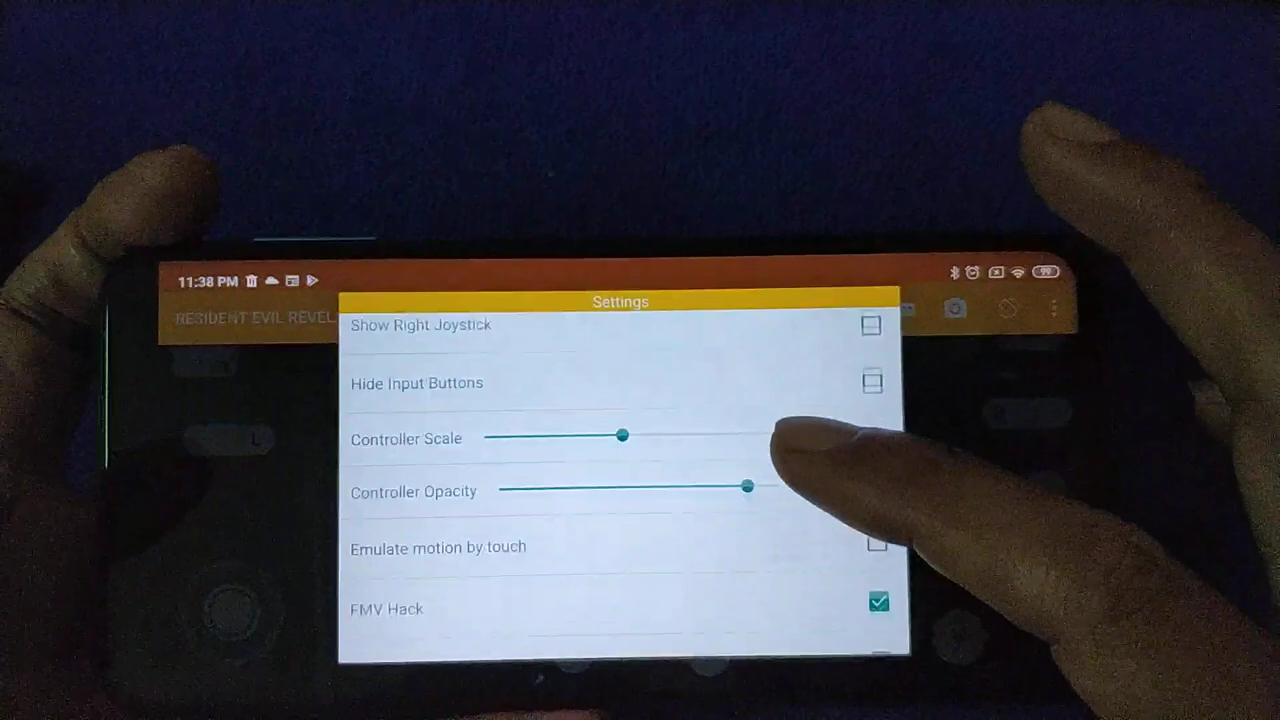 11:38 PM
99
RESIDENT EVIL REVEL
Settings
Show Right Joystick
Hide Input Buttons
Controller Scale
Controller Opacity
Emulate motion by touch
FMV Hack
L